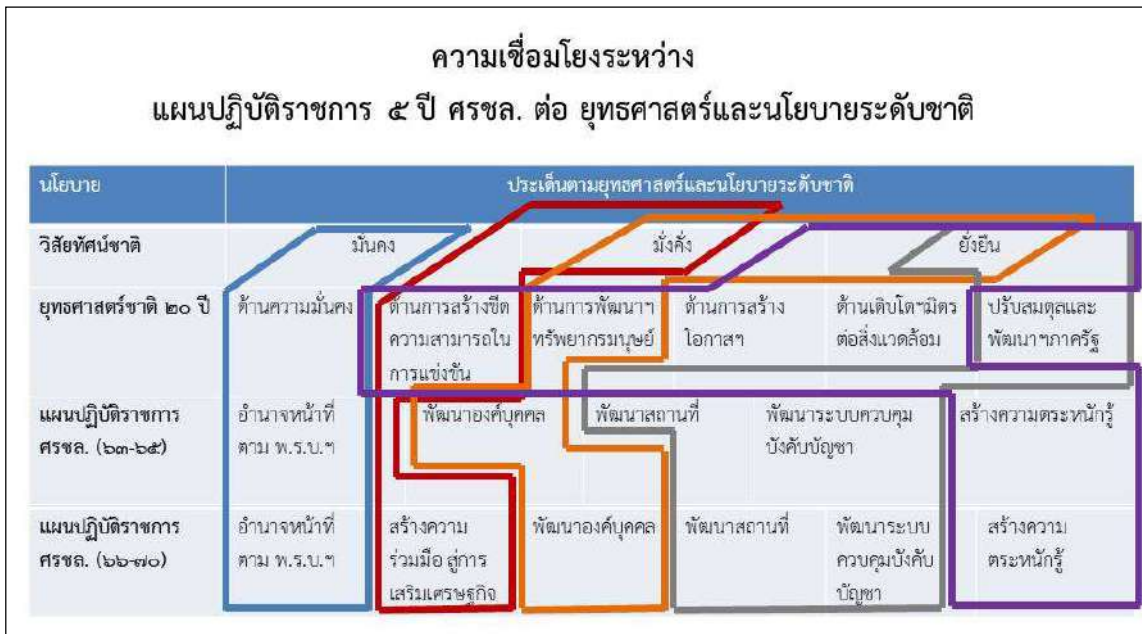 ความเชื่อมโยงระหว่าง
แผนปฏิบัติราชการ ๕ ปี ศรชล. ต่อ ยุทธศาสตร์และนโยบายระดับชาติ
นโยบาย
ประเด็นตามยุทธศาสตร์และนโยบายระดับชาติ
วิสัยทัศน์ชาติ
มั่นคง
มั่งคั่ง
ยั่งยืน
ยุทธศาสตร์ชาติ ๒๐ ปี
ด้านความมั่นคง
ด้านการสร้างขีด
ความสามารถใน
การแข่งขัน
ด้านการพัฒนาฯ
ทรัพยากรมนุษย์
ด้านการสร้าง
โอกาสฯ
ด้านเติบโตฯมิตร
ต่อสิ่งแวดล้อม
ปรับสมดุลและ
พัฒนาฯภาครัฐ
แผนปฏิบัติราชการ
ศรชล. (๖๓-๖๕)
อำนาจหน้าที่
ตาม พ.ร.บ.ฯ
พัฒนาองค์บุคคล
พัฒนาสถานที่
พัฒนาระบบควบคุม
บังคับบัญชา
สร้างความตระหนักรู้
แผนปฏิบัติราชการ
ศรชล. (๖๖-๗๐)
อำนาจหน้าที่
ตาม พ.ร.บ.ฯ
สร้างความ
ร่วมมือ สู่การ
เสริมเศรษฐกิจ
พัฒนาองค์บุคคล
พัฒนาสถานที่
พัฒนาระบบ
ควบคุมบังคับ
บัญชา
สร้างความ
ตระหนักรู้